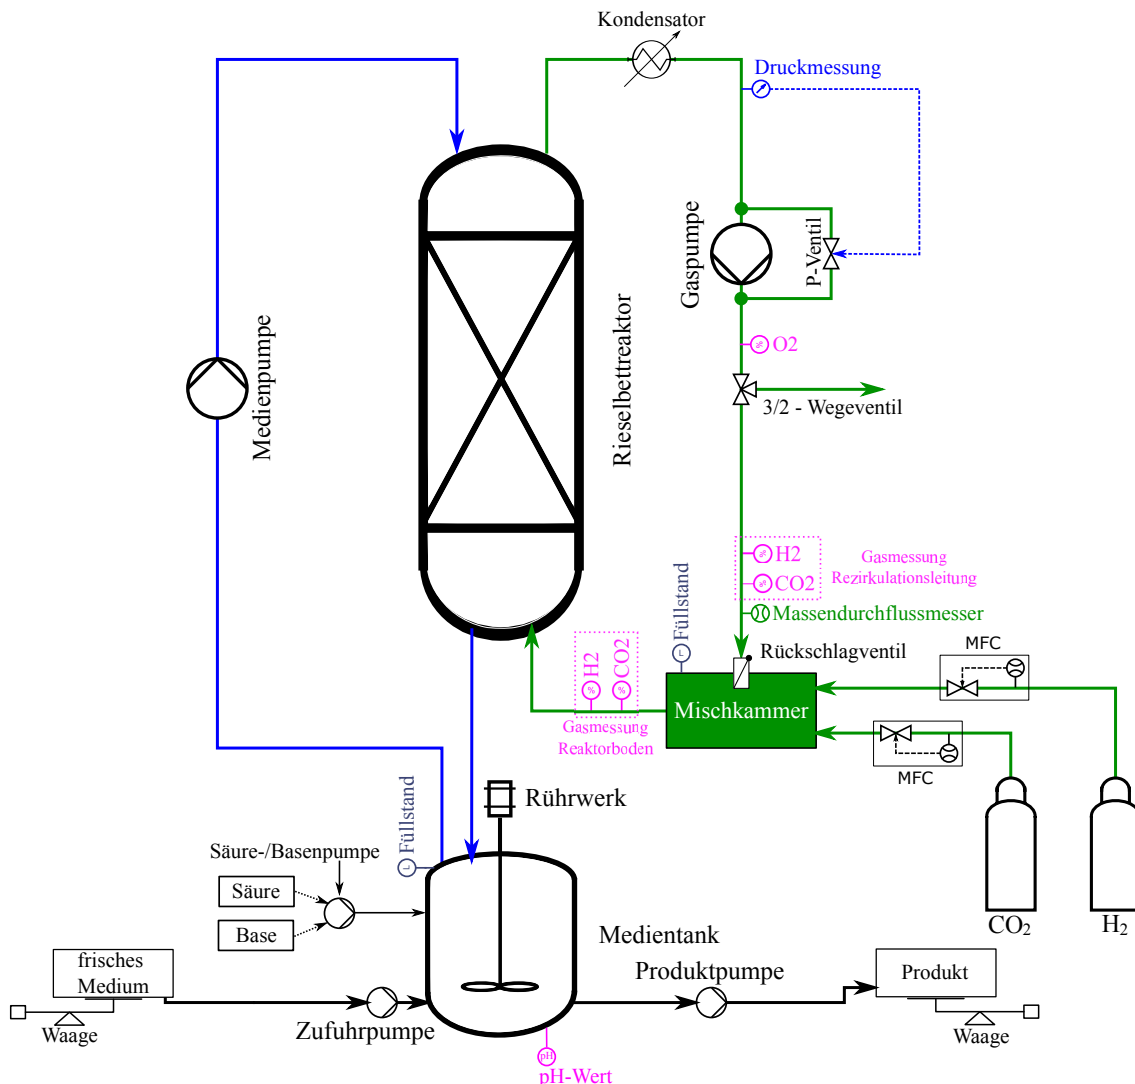 Kondensator
Druckmessung
Gaspumpe
P-Ventil
Medienpumpe
Rieselbettreaktor
% O2
3/2 - Wegeventil
% H2
% CO2
Gasmessung
Rezirkulationsleitung
Massendurchflussmesser
L Füllstand
Rückschlagventil
MFC
H2
CO2
% %
Mischkammer
Gasmessung
Reaktorboden
MFC
Rührwerk
L Füllstand
Säure-/Basenpumpe
Säure
Base
CO₂
H₂
Medientank
frisches
Medium
Produktpumpe
Produkt
Zufuhrpumpe
Waage
Waage
pH
pH-Wert